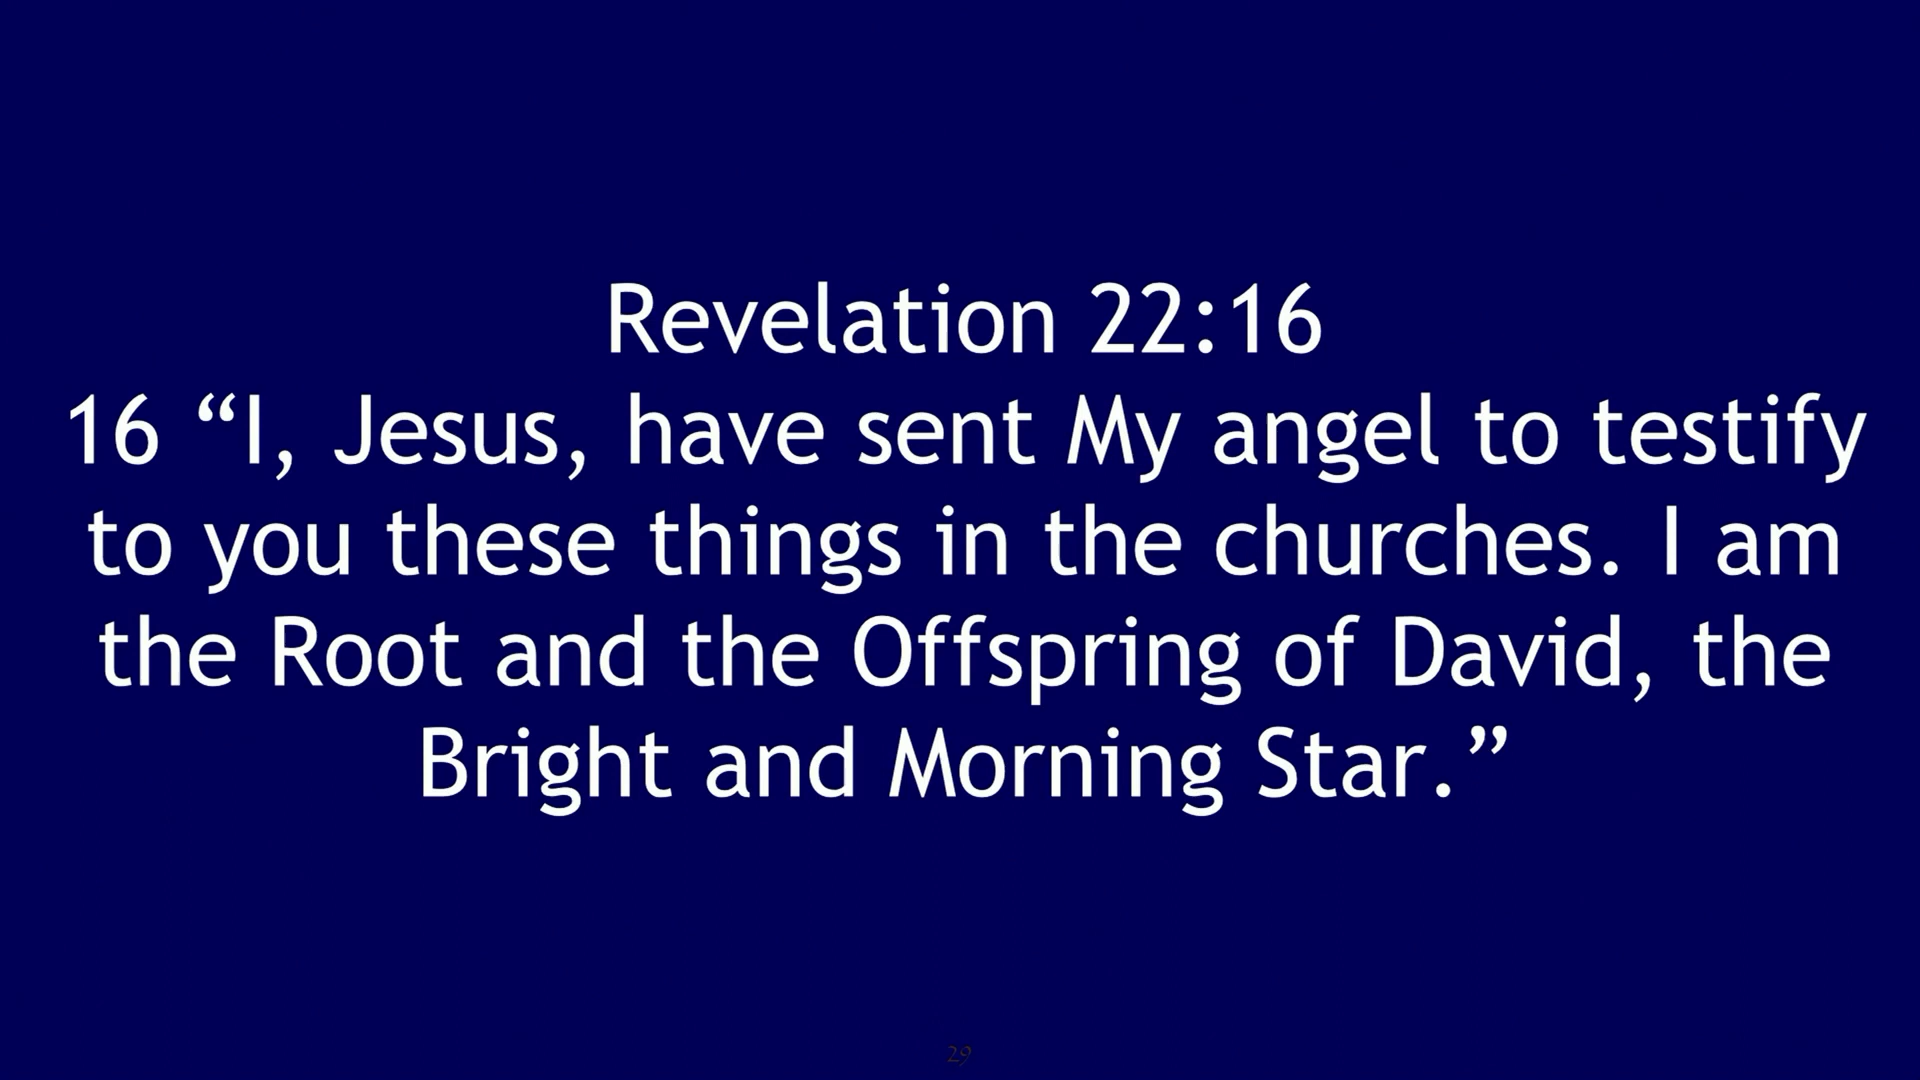 Revelation 22:16
16 “I, Jesus, have sent My angel to testify
to you these things in the churches. I am
the Root and the Offspring of David, the
Bright and Morning Star.”
29